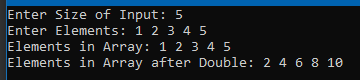 Enter Size of Input: 5
Enter Elements: 1 2 3 4 5
Elements in Array: 1 2 3 4 5
Elements in Array after Double: 2 4 6 8 10